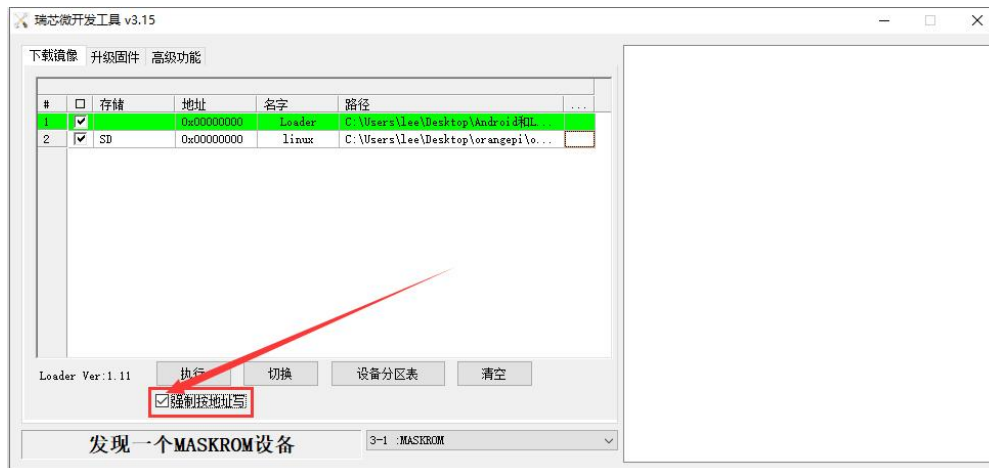 瑞芯微开发工具 v3.15
下载镜像 升级固件 高级功能
# 存储 地址 名字 路径 ...
1 0x00000000 Loader C:\Users\lee\Desktop\Android和L...
2 SD 0x00000000 linux C:\Users\lee\Desktop\orangepi\o...
Loader Ver:1.11 执行 切换 设备分区表 清空
强制按地址写
发现一个MASKROM设备 3-1 :MASKROM